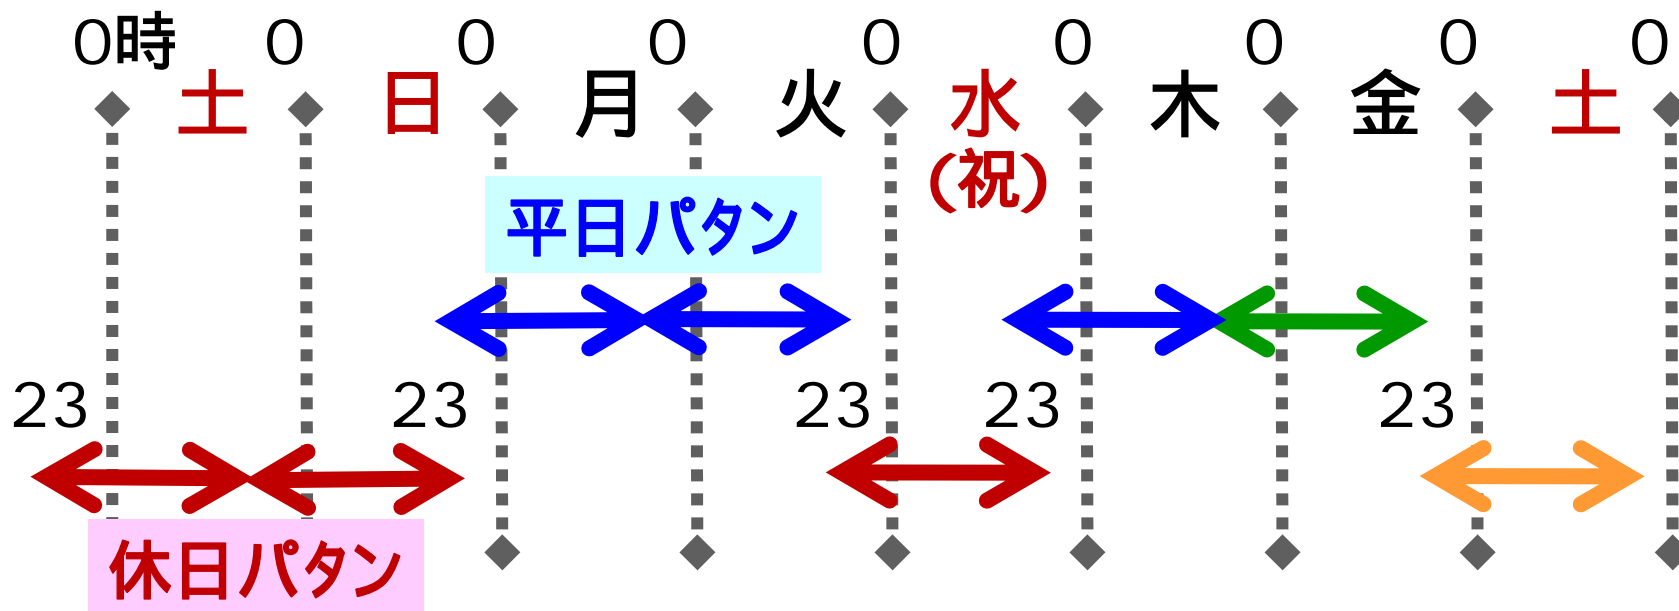 0時 0 0 0 0 0 0 0 0
土 日 月 火 水 木 金 土
(祝)
平日パタン
23 23 23 23 23
休日パタン